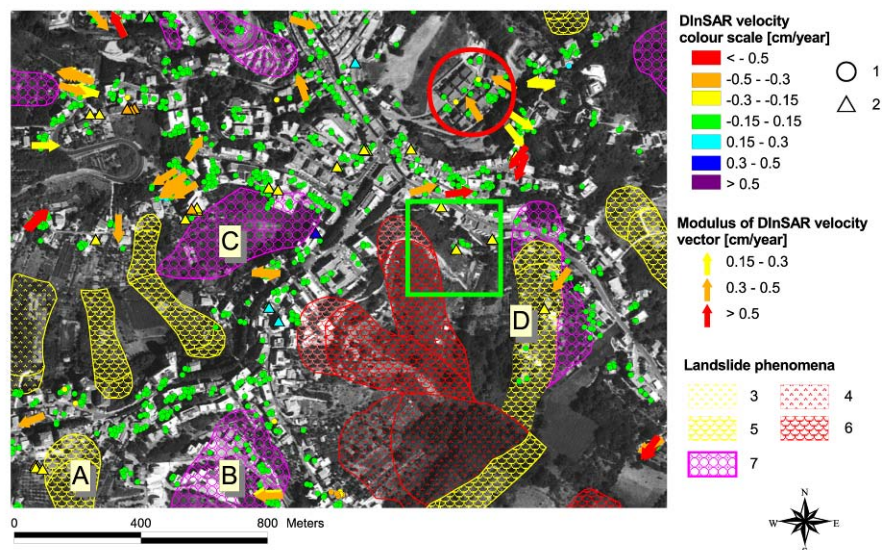 DInSAR velocity
colour scale [cm/year]
< - 0.5
-0.5 - -0.3
-0.3 - -0.15
-0.15 - 0.15
0.15 - 0.3
0.3 - 0.5
> 0.5
1
2
Modulus of DInSAR velocity
vector [cm/year]
0.15 - 0.3
0.3 - 0.5
> 0.5
Landslide phenomena
3
4
5
6
7
C
D
A
B
0
400
800
Meters
N
W
E
S